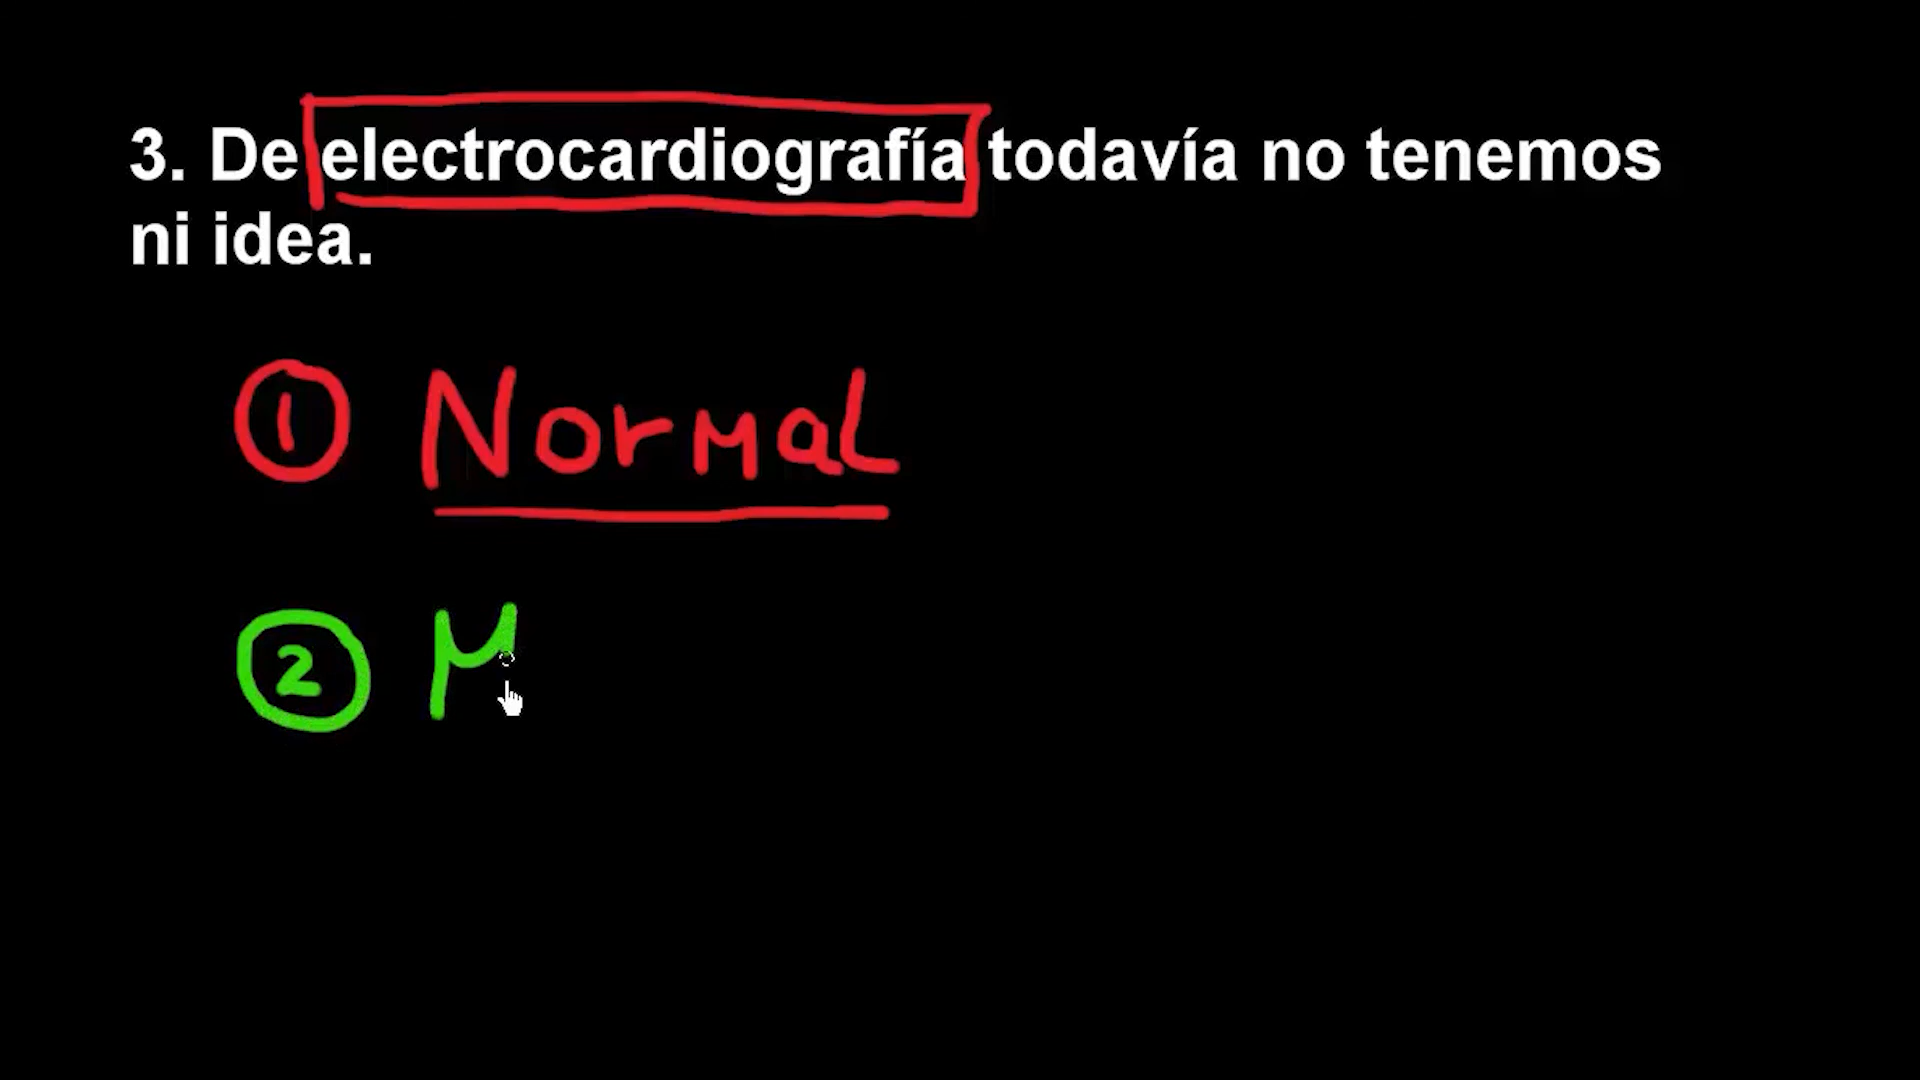 3. De electrocardiografía todavía no tenemos
ni idea.
1 Normal
2 M